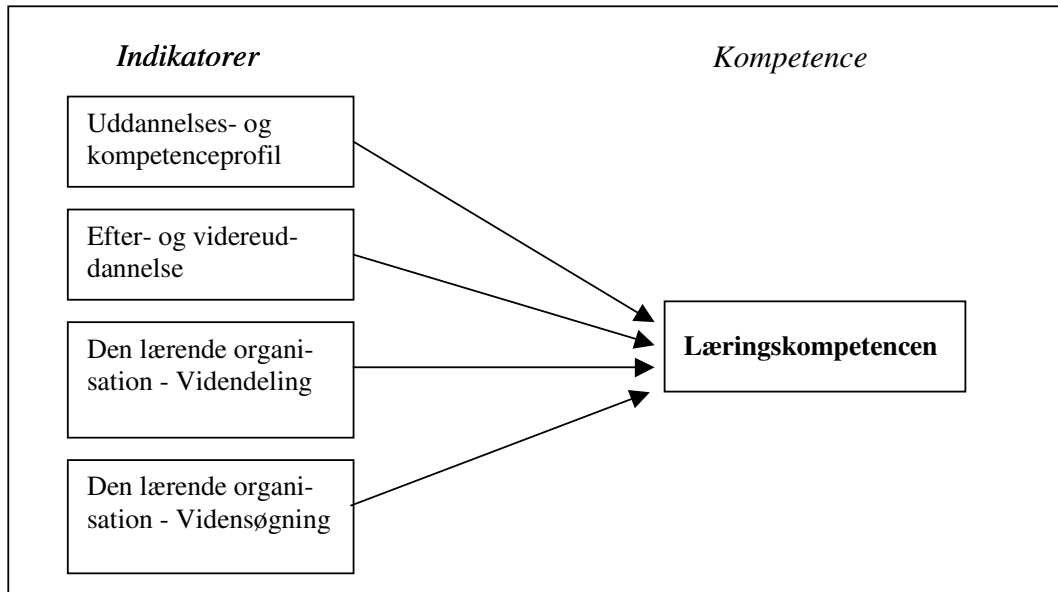 Indikatorer
Kompetence
Uddannelses- og
kompetenceprofil
Efter- og videreud-
dannelse
Den lærende organi-
sation - Videndeling
Den lærende organi-
sation - Vidensøgning
Læringskompetencen